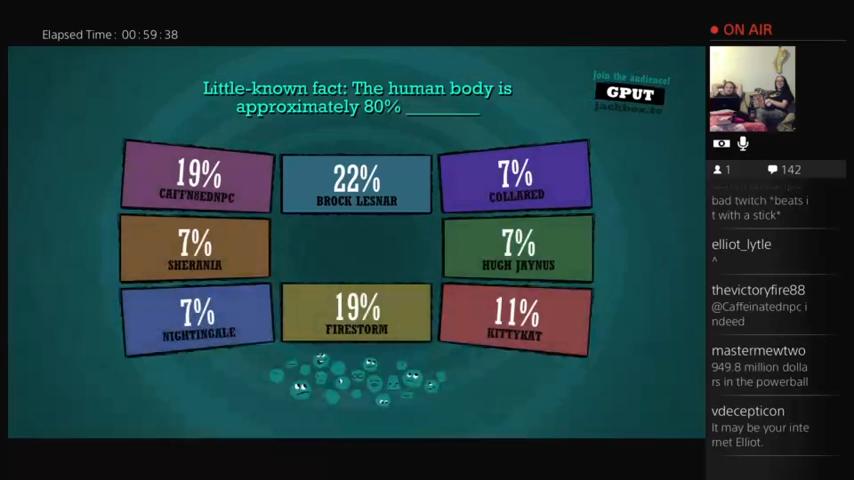 Elapsed Time: 00:59:38
ON AIR
Little-known fact: The human body is
approximately 80% ________
Join the audience!
GPUT
jackbox.tv
19%
CAFFN8EDNPC
22%
BROCK LESNAR
7%
COLLARED
7%
SHERANIA
7%
HUGH JAYNUS
7%
NIGHTINGALE
19%
FIRESTORM
11%
KITTYKAT
1
142
bad twitch *beats i
t with a stick*
elliot_lytle
^
thevictoryfire88
@Caffeinatednpc i
ndeed
mastermewtwo
949.8 million dolla
rs in the powerball
vdecepticon
It may be your inte
rnet Elliot.